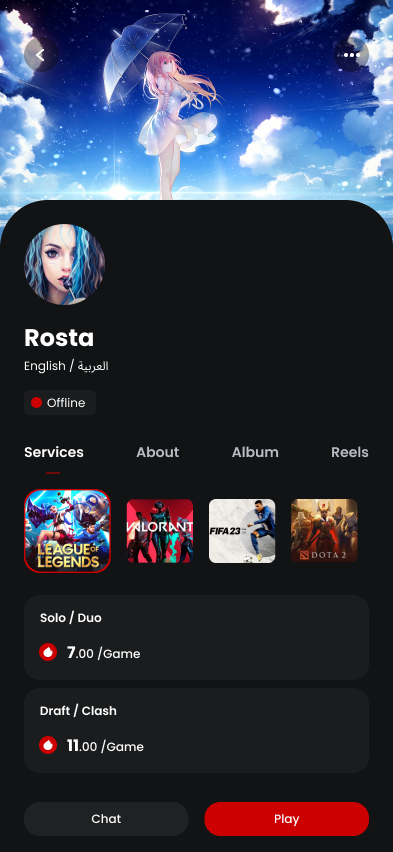 Rosta
English / العربية
Offline
Services About Album Reels
LEAGUE OF LEGENDS
VALORANT
FIFA 23
DOTA 2
Solo / Duo
7.00 /Game
Draft / Clash
11.00 /Game
Chat Play